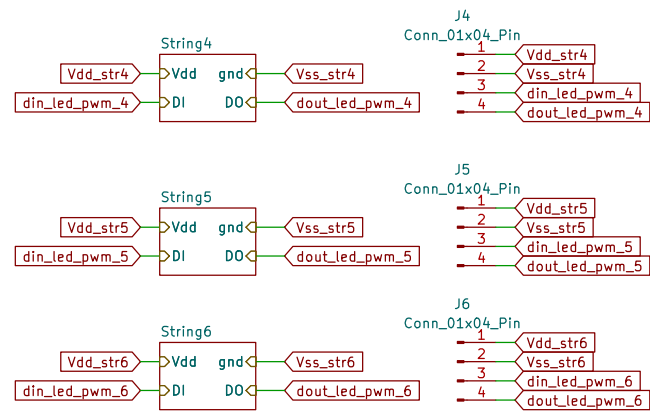 J4
Conn_01x04_Pin
String4
Vdd_str4 Vdd gnd Vss_str4
din_led_pwm_4 DI DO dout_led_pwm_4
1 Vdd_str4
2 Vss_str4
3 din_led_pwm_4
4 dout_led_pwm_4
J5
Conn_01x04_Pin
String5
Vdd_str5 Vdd gnd Vss_str5
din_led_pwm_5 DI DO dout_led_pwm_5
1 Vdd_str5
2 Vss_str5
3 din_led_pwm_5
4 dout_led_pwm_5
J6
Conn_01x04_Pin
String6
Vdd_str6 Vdd gnd Vss_str6
din_led_pwm_6 DI DO dout_led_pwm_6
1 Vdd_str6
2 Vss_str6
3 din_led_pwm_6
4 dout_led_pwm_6